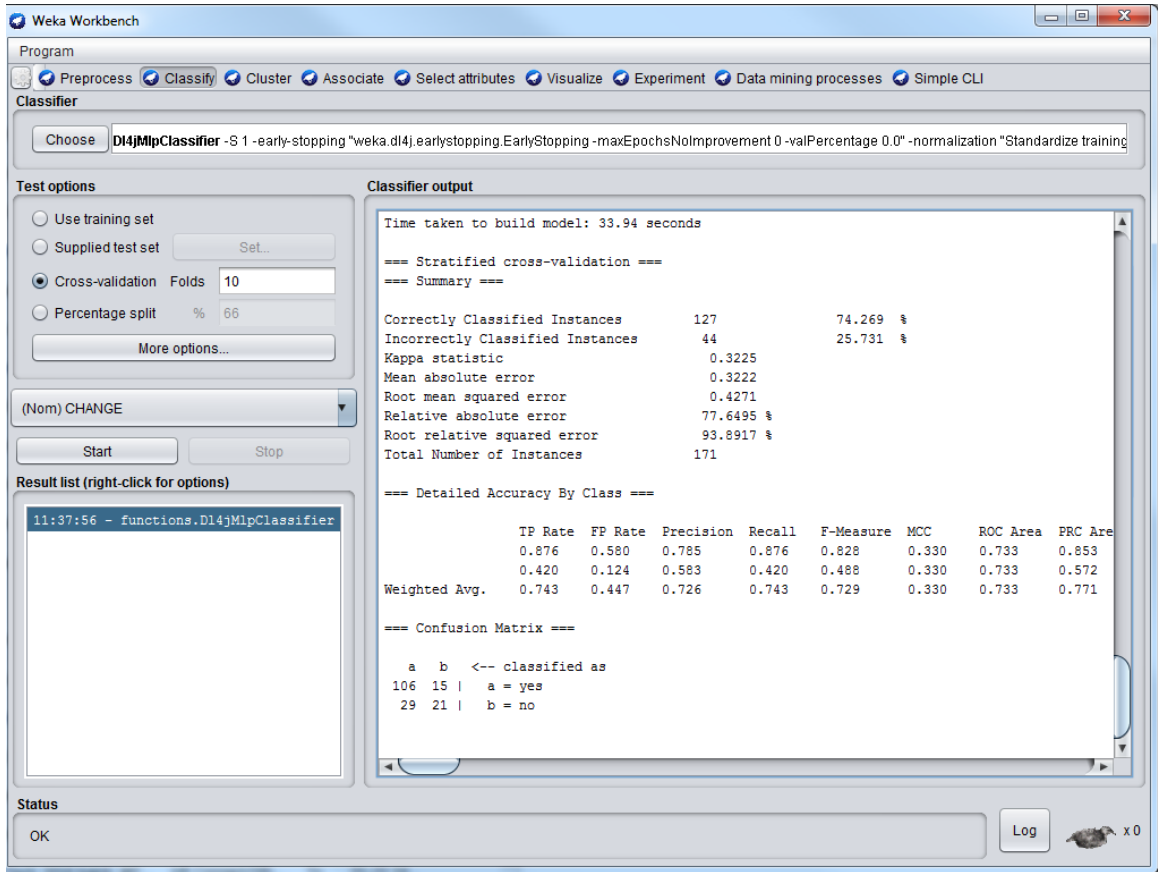 Weka Workbench
Program
Preprocess Classify Cluster Associate Select attributes Visualize Experiment Data mining processes Simple CLI
Classifier
Choose Dl4jMlpClassifier -S 1 -early-stopping "weka.dl4j.earlystopping.EarlyStopping -maxEpochsNoImprovement 0 -valPercentage 0.0" -normalization "Standardize training
Test options
Use training set
Supplied test set Set...
Cross-validation Folds 10
Percentage split % 66
More options...
(Nom) CHANGE
Start Stop
Result list (right-click for options)
11:37:56 - functions.Dl4jMlpClassifier
Classifier output
Time taken to build model: 33.94 seconds
=== Stratified cross-validation ===
=== Summary ===
Correctly Classified Instances 127 74.269 %
Incorrectly Classified Instances 44 25.731 %
Kappa statistic 0.3225
Mean absolute error 0.3222
Root mean squared error 0.4271
Relative absolute error 77.6495 %
Root relative squared error 93.8917 %
Total Number of Instances 171
=== Detailed Accuracy By Class ===
TP Rate FP Rate Precision Recall F-Measure MCC ROC Area PRC Are
0.876 0.580 0.785 0.876 0.828 0.330 0.733 0.853
0.420 0.124 0.583 0.420 0.488 0.330 0.733 0.572
Weighted Avg. 0.743 0.447 0.726 0.743 0.729 0.330 0.733 0.771
=== Confusion Matrix ===
a b <-- classified as
106 15 | a = yes
29 21 | b = no
Status
OK
Log
x 0